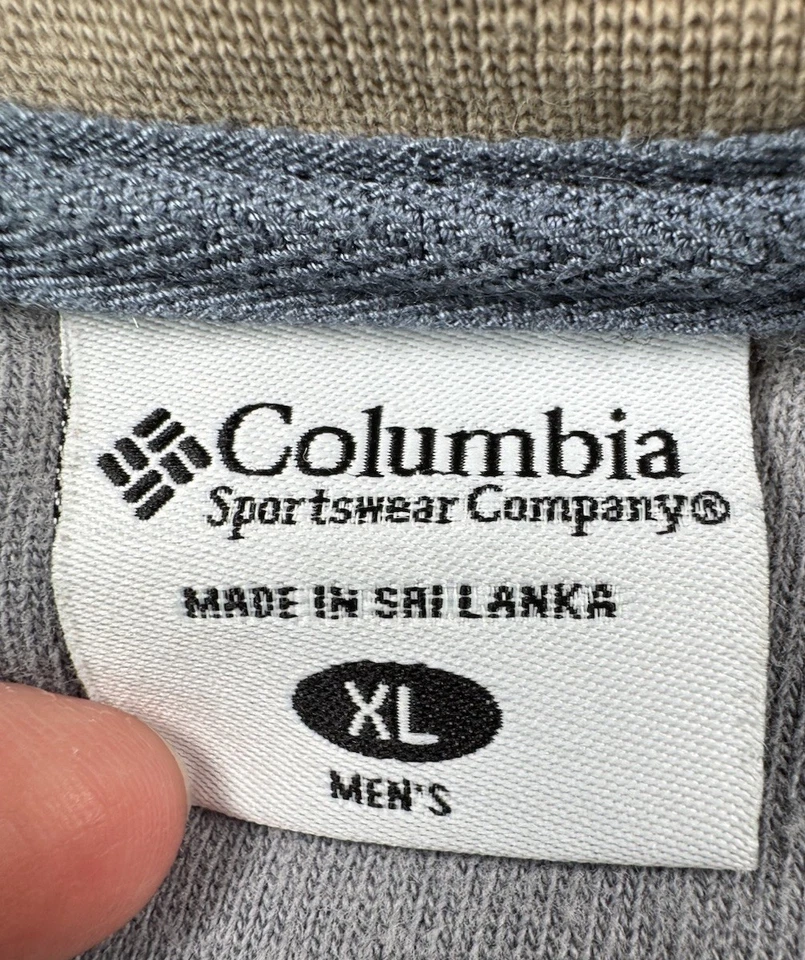 Columbia
Sportswear Company®
MADE IN SRI LANKA
XL
MEN'S